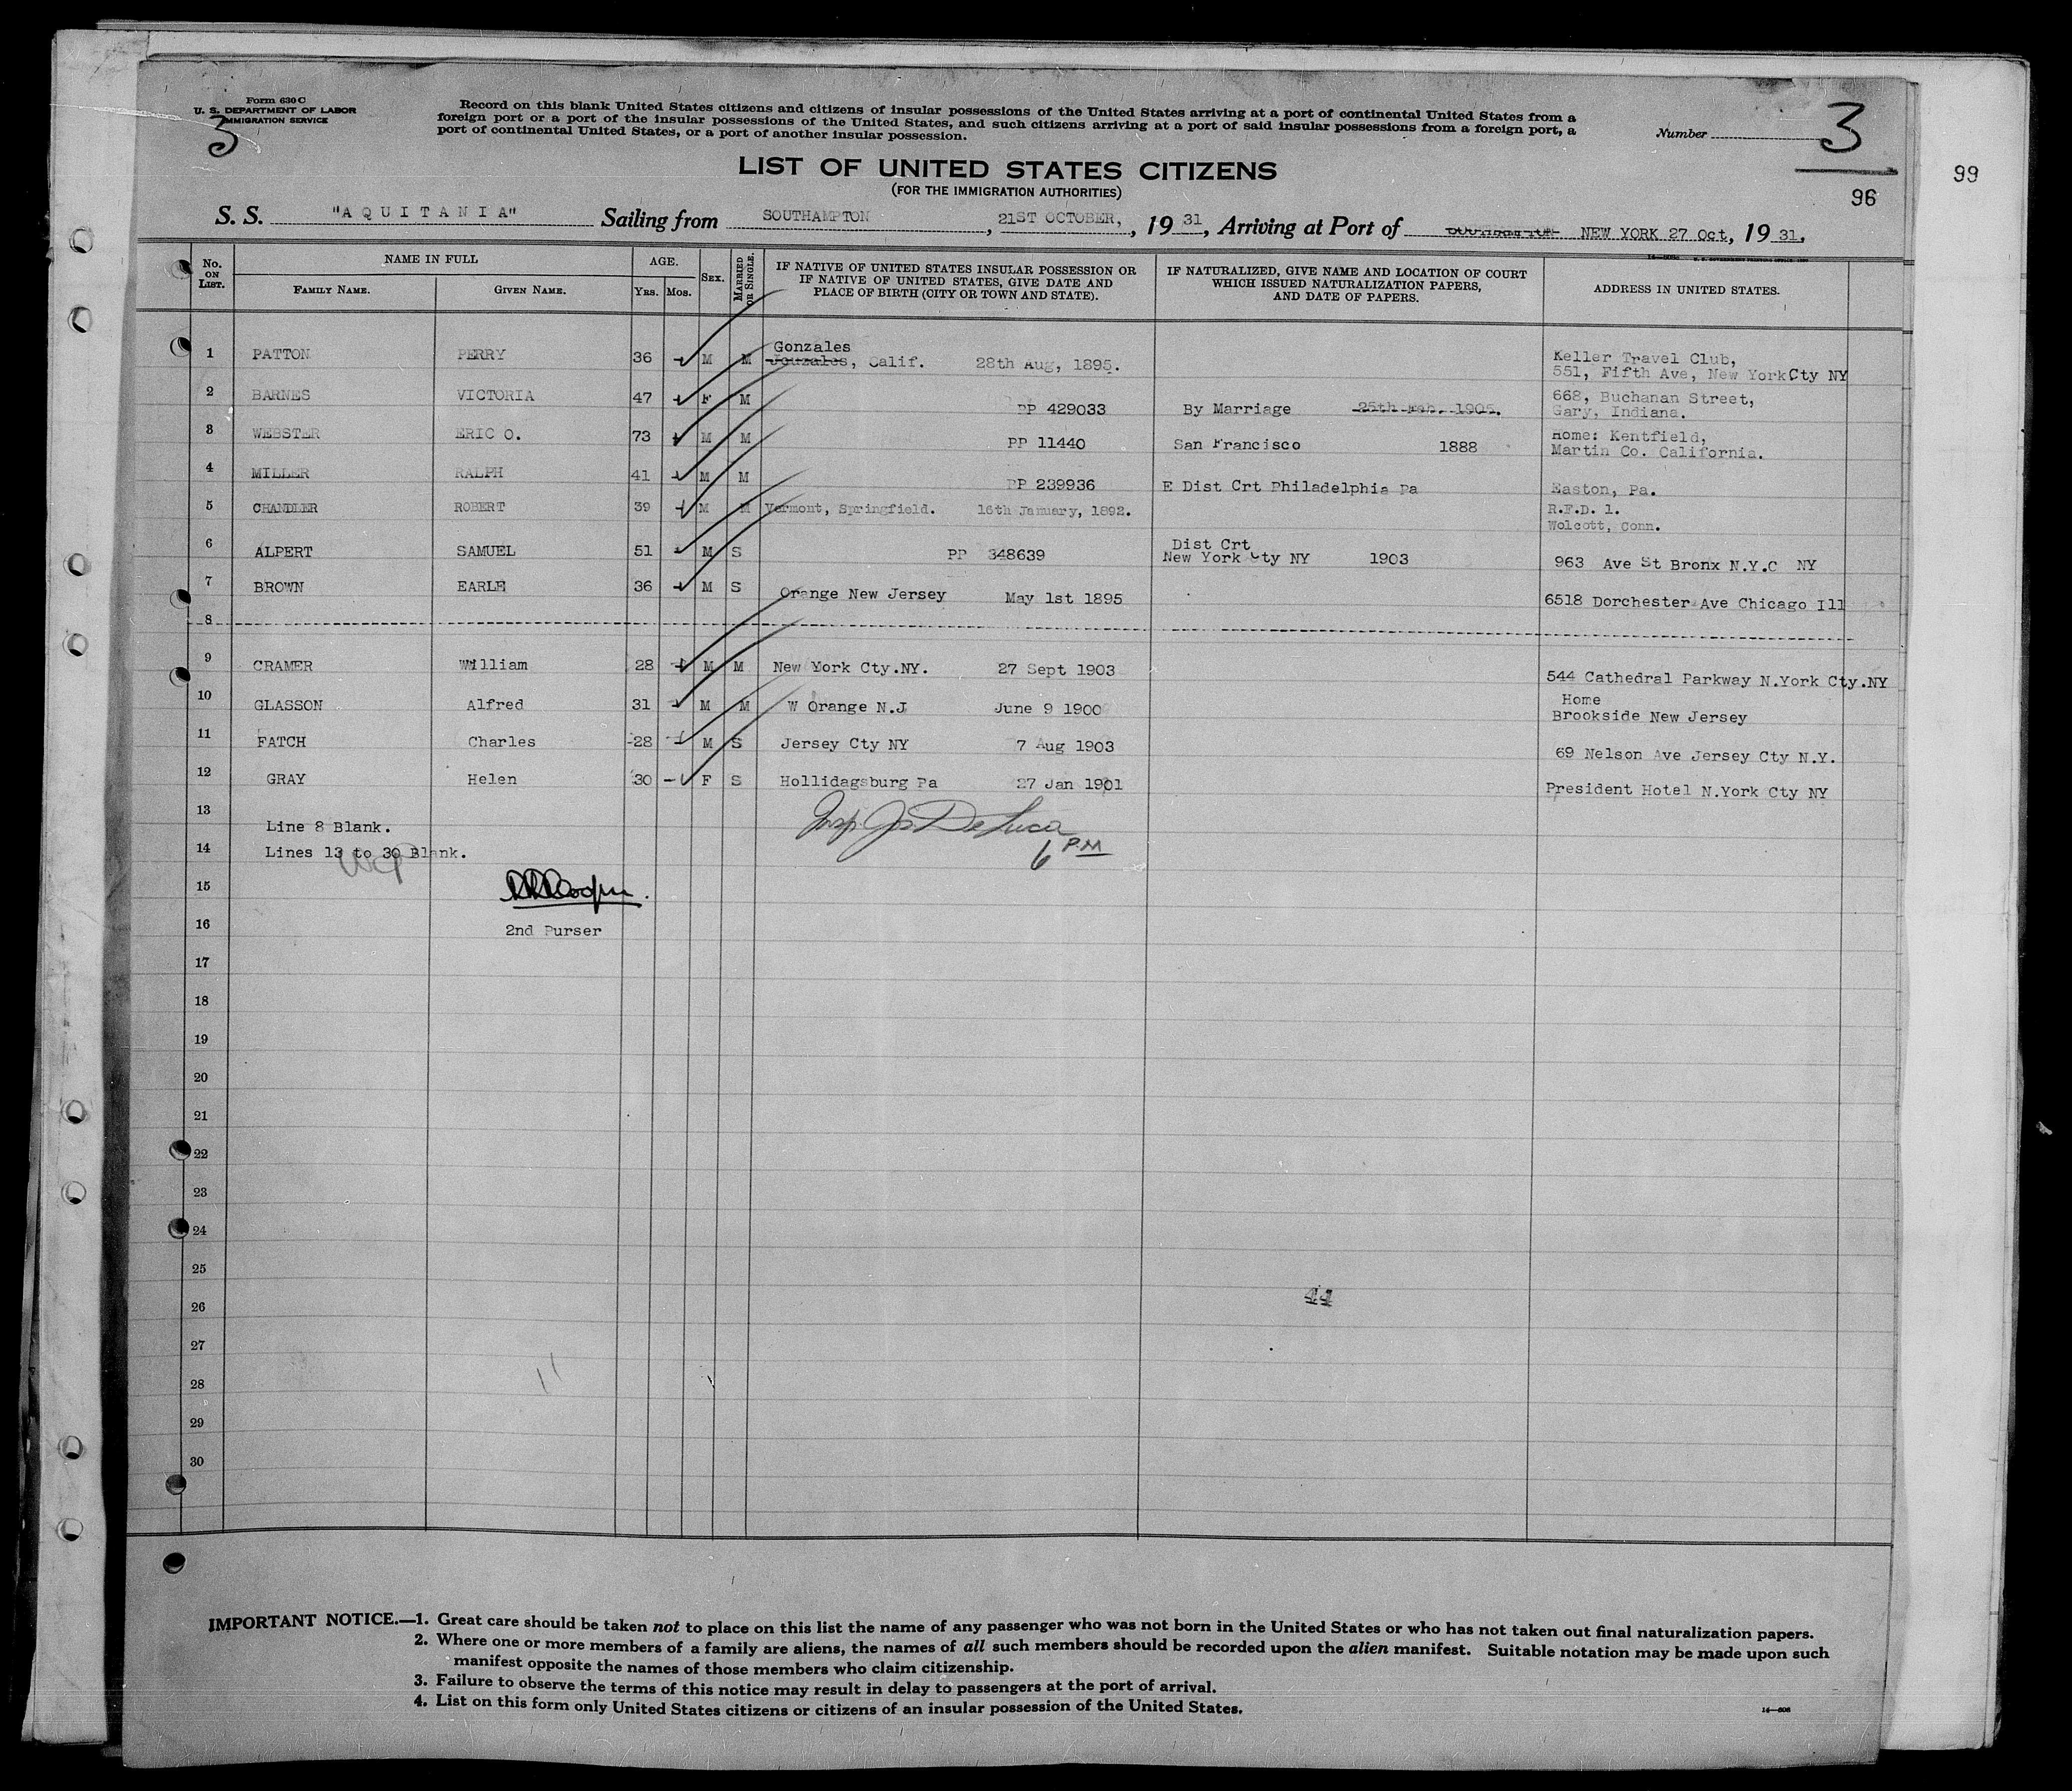 Form 630 C
U. S. DEPARTMENT OF LABOR
IMMIGRATION SERVICE
3
Record on this blank United States citizens and citizens of insular possessions of the United States arriving at a port of continental United States from a
foreign port or a port of the insular possessions of the United States, and such citizens arriving at a port of said insular possessions from a foreign port, a
port of continental United States, or a port of another insular possession.
Number 3
96
99
LIST OF UNITED STATES CITIZENS
(FOR THE IMMIGRATION AUTHORITIES)
S. S. "AQUITANIA" Sailing from SOUTHAMPTON, 21ST OCTOBER, 1931, Arriving at Port of NEW YORK 27 Oct, 1931.
No. ON LIST. NAME IN FULL FAMILY NAME. GIVEN NAME. AGE. Yrs. Mos. SEX. MARRIED OR SINGLE. IF NATIVE OF UNITED STATES INSULAR POSSESSION OR IF NATIVE OF UNITED STATES, GIVE DATE AND PLACE OF BIRTH (CITY OR TOWN AND STATE). IF NATURALIZED, GIVE NAME AND LOCATION OF COURT WHICH ISSUED NATURALIZATION PAPERS, AND DATE OF PAPERS. ADDRESS IN UNITED STATES.
Gonzales
1 PATTON PERRY 36 M M Jouzales, Calif. 28th Aug, 1895. Keller Travel Club,
551, Fifth Ave, New York Cty NY
2 BARNES VICTORIA 47 F M PP 429033 By Marriage 25th Feb. 1905. 668, Buchanan Street,
Gary, Indiana.
3 WEBSTER ERIC O. 73 M M PP 11440 San Francisco 1888 Home: Kentfield,
Martin Co. California.
4 MILLER RALPH 41 M M PP 239936 E Dist Crt Philadelphia Pa Easton, Pa.
5 CHANDLER ROBERT 39 M M Vermont, Springfield. 16th January, 1892. R.F.D. 1.
Wolcott, Conn.
6 ALPERT SAMUEL 51 M S PP 348639 Dist Crt
New York Cty NY 1903 963 Ave St Bronx N.Y.C NY
7 BROWN EARLE 36 M S Orange New Jersey May 1st 1895 6518 Dorchester Ave Chicago Ill
8
9 CRAMER William 28 M M New York Cty.NY. 27 Sept 1903 544 Cathedral Parkway N.York Cty.NY
10 GLASSON Alfred 31 M M W Orange N.J June 9 1900 Home
Brookside New Jersey
11 FATCH Charles 28 M S Jersey Cty NY 7 Aug 1903 69 Nelson Ave Jersey Cty N.Y.
12 GRAY Helen 30 F S Hollidagsburg Pa 27 Jan 1901 President Hotel N.York Cty NY
13
Line 8 Blank.
Insp. Jos De Luca
14
Lines 13 to 30 Blank.
6 PM
WCP
15
16
2nd Purser
17
18
19
20
21
22
23
24
25
26
44
27
28
29
30
IMPORTANT NOTICE.—1. Great care should be taken not to place on this list the name of any passenger who was not born in the United States or who has not taken out final naturalization papers.
2. Where one or more members of a family are aliens, the names of all such members should be recorded upon the alien manifest. Suitable notation may be made upon such
manifest opposite the names of those members who claim citizenship.
3. Failure to observe the terms of this notice may result in delay to passengers at the port of arrival.
4. List on this form only United States citizens or citizens of an insular possession of the United States.
14—606